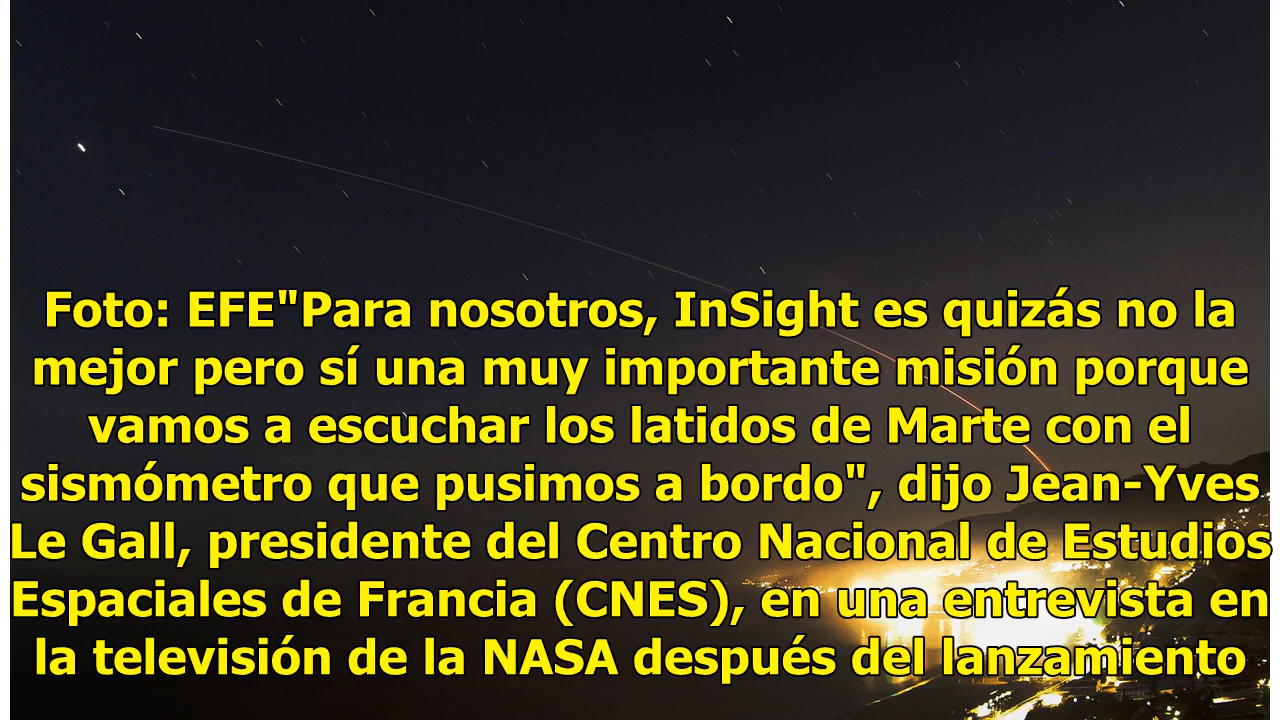 Foto: EFE"Para nosotros, InSight es quizás no la
mejor pero sí una muy importante misión porque
vamos a escuchar los latidos de Marte con el
sismómetro que pusimos a bordo", dijo Jean-Yves
Le Gall, presidente del Centro Nacional de Estudios
Espaciales de Francia (CNES), en una entrevista en
la televisión de la NASA después del lanzamiento